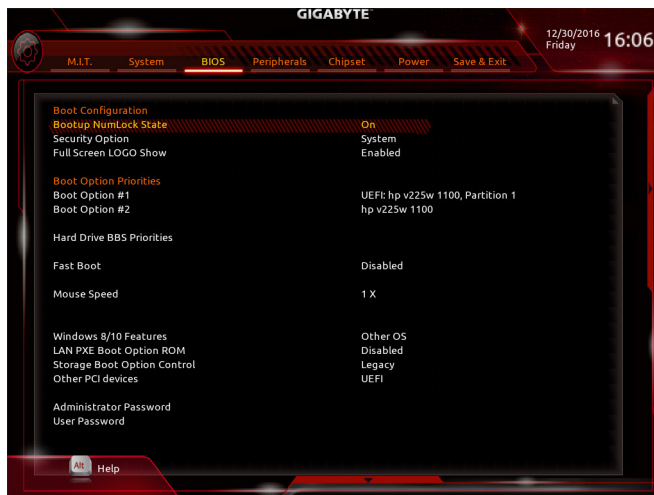 GIGABYTE™
12/30/2016
Friday
16:06
M.I.T. System BIOS Peripherals Chipset Power Save & Exit
Boot Configuration
Bootup NumLock State On
Security Option System
Full Screen LOGO Show Enabled
Boot Option Priorities
Boot Option #1 UEFI: hp v225w 1100, Partition 1
Boot Option #2 hp v225w 1100
Hard Drive BBS Priorities
Fast Boot Disabled
Mouse Speed 1 X
Windows 8/10 Features Other OS
LAN PXE Boot Option ROM Disabled
Storage Boot Option Control Legacy
Other PCI devices UEFI
Administrator Password
User Password
Alt Help